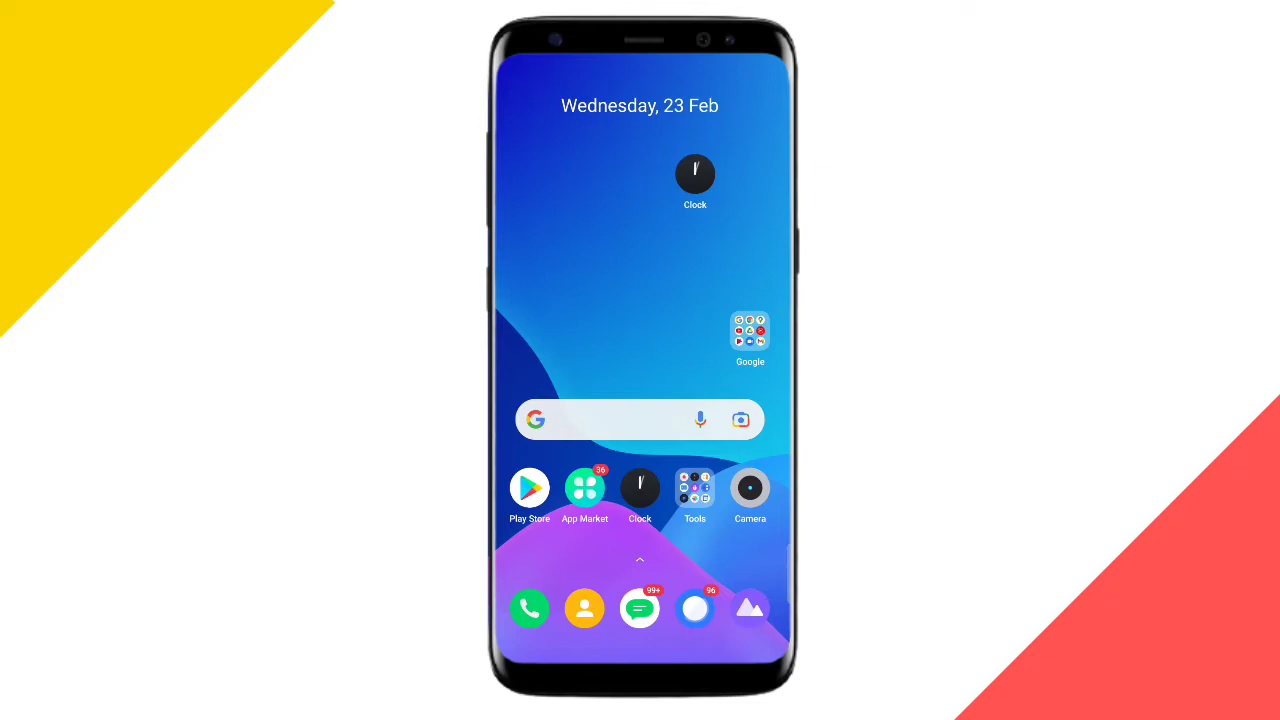 Wednesday, 23 Feb
Clock
Google
36
Play Store
App Market
Clock
Tools
Camera
99+
96